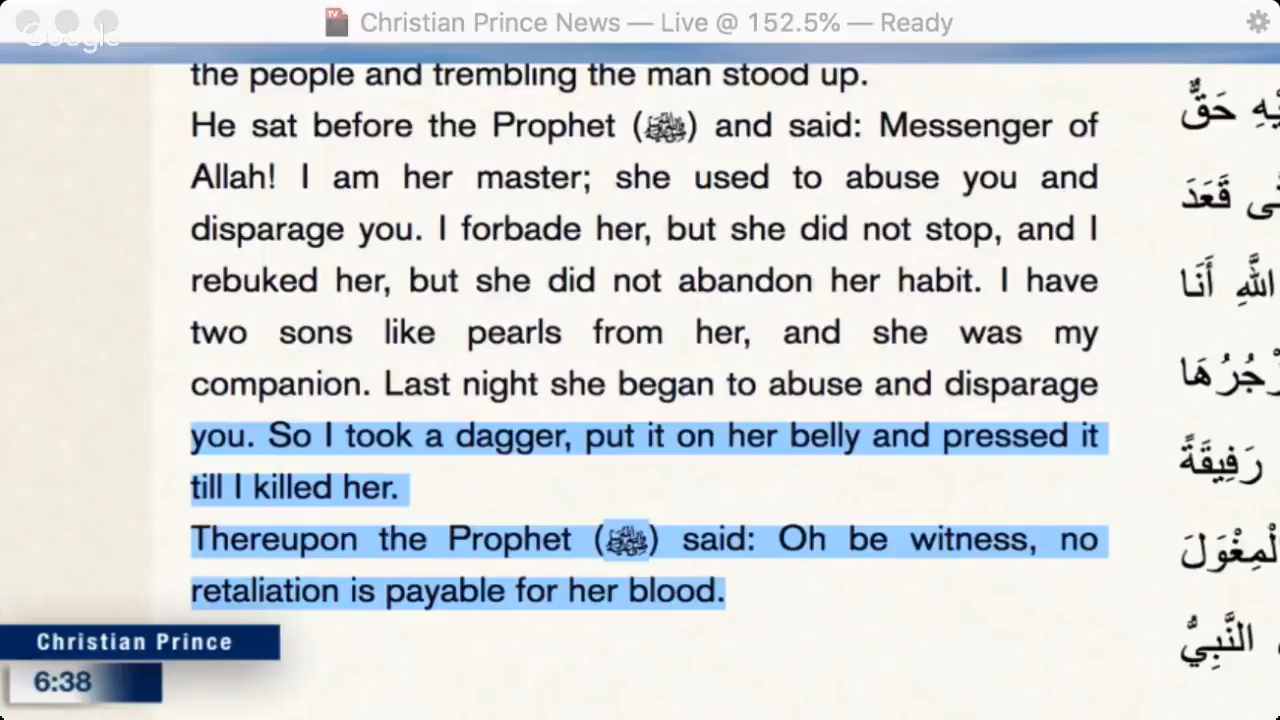 Christian Prince News — Live @ 152.5% — Ready
Google
the people and trembling the man stood up.
He sat before the Prophet (ﷺ) and said: Messenger of
Allah! I am her master; she used to abuse you and
disparage you. I forbade her, but she did not stop, and I
rebuked her, but she did not abandon her habit. I have
two sons like pearls from her, and she was my
companion. Last night she began to abuse and disparage
you. So I took a dagger, put it on her belly and pressed it
till I killed her.
Thereupon the Prophet (ﷺ) said: Oh be witness, no
retaliation is payable for her blood.
حَقٌّ
قَعَدَ
اللَّهِ أَنَا
رَفِيقَةً
النَّبِيُّ
Christian Prince
6:38